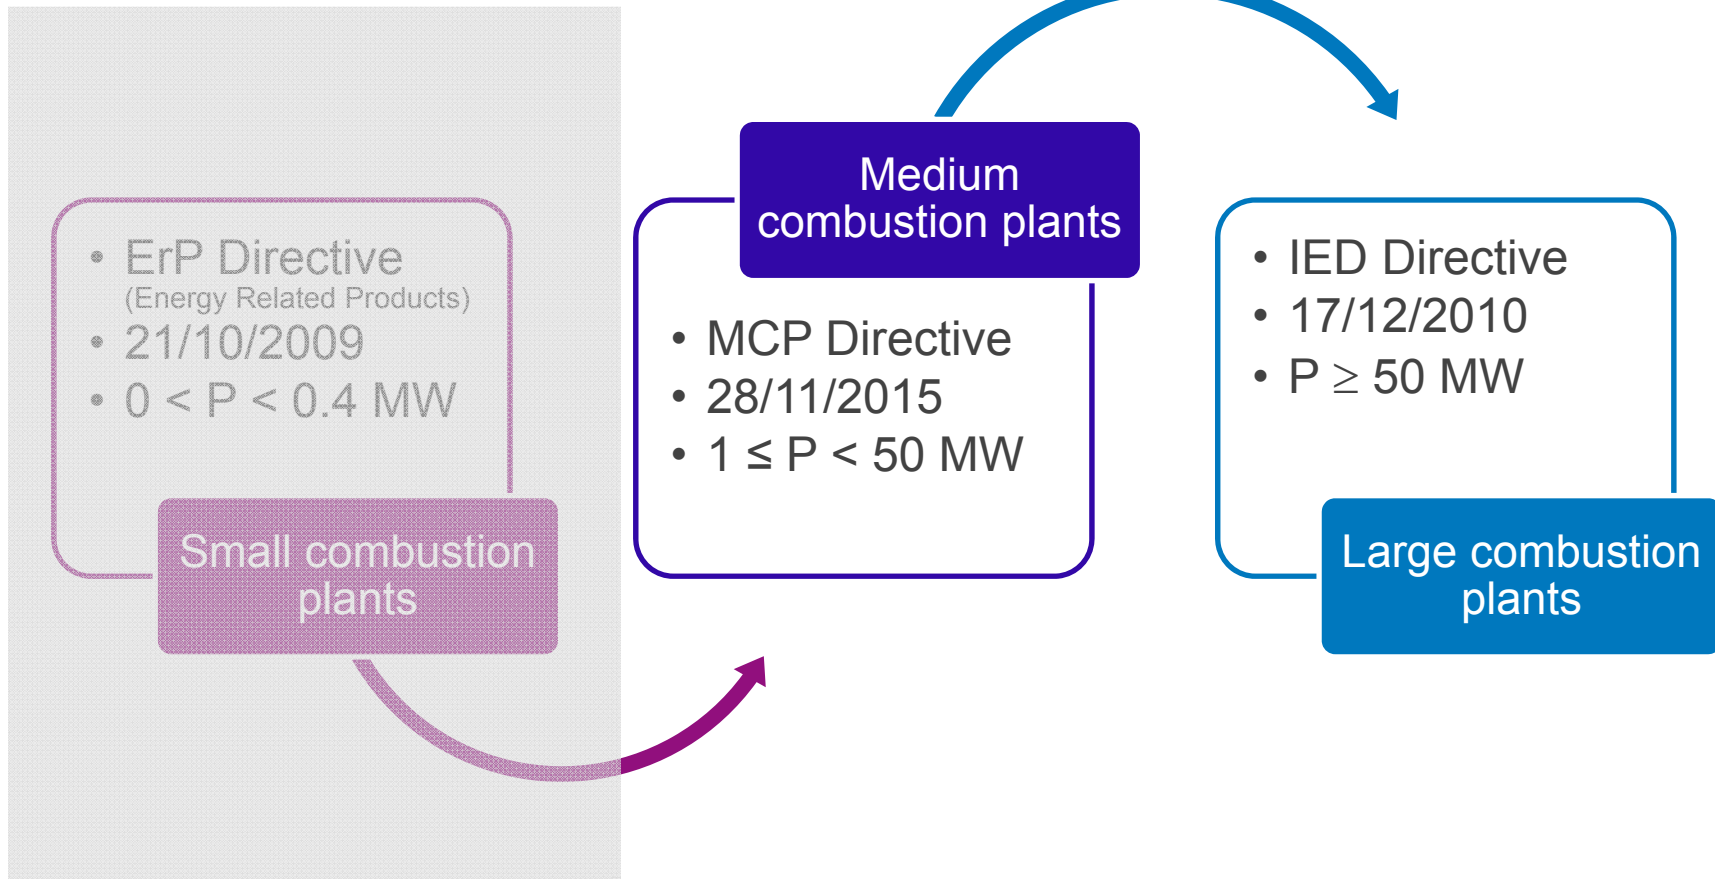 • ErP Directive
(Energy Related Products)
• 21/10/2009
• 0 < P < 0.4 MW
Small combustion
plants
Medium
combustion plants
• MCP Directive
• 28/11/2015
• 1 ≤ P < 50 MW
• IED Directive
• 17/12/2010
• P ≥ 50 MW
Large combustion
plants